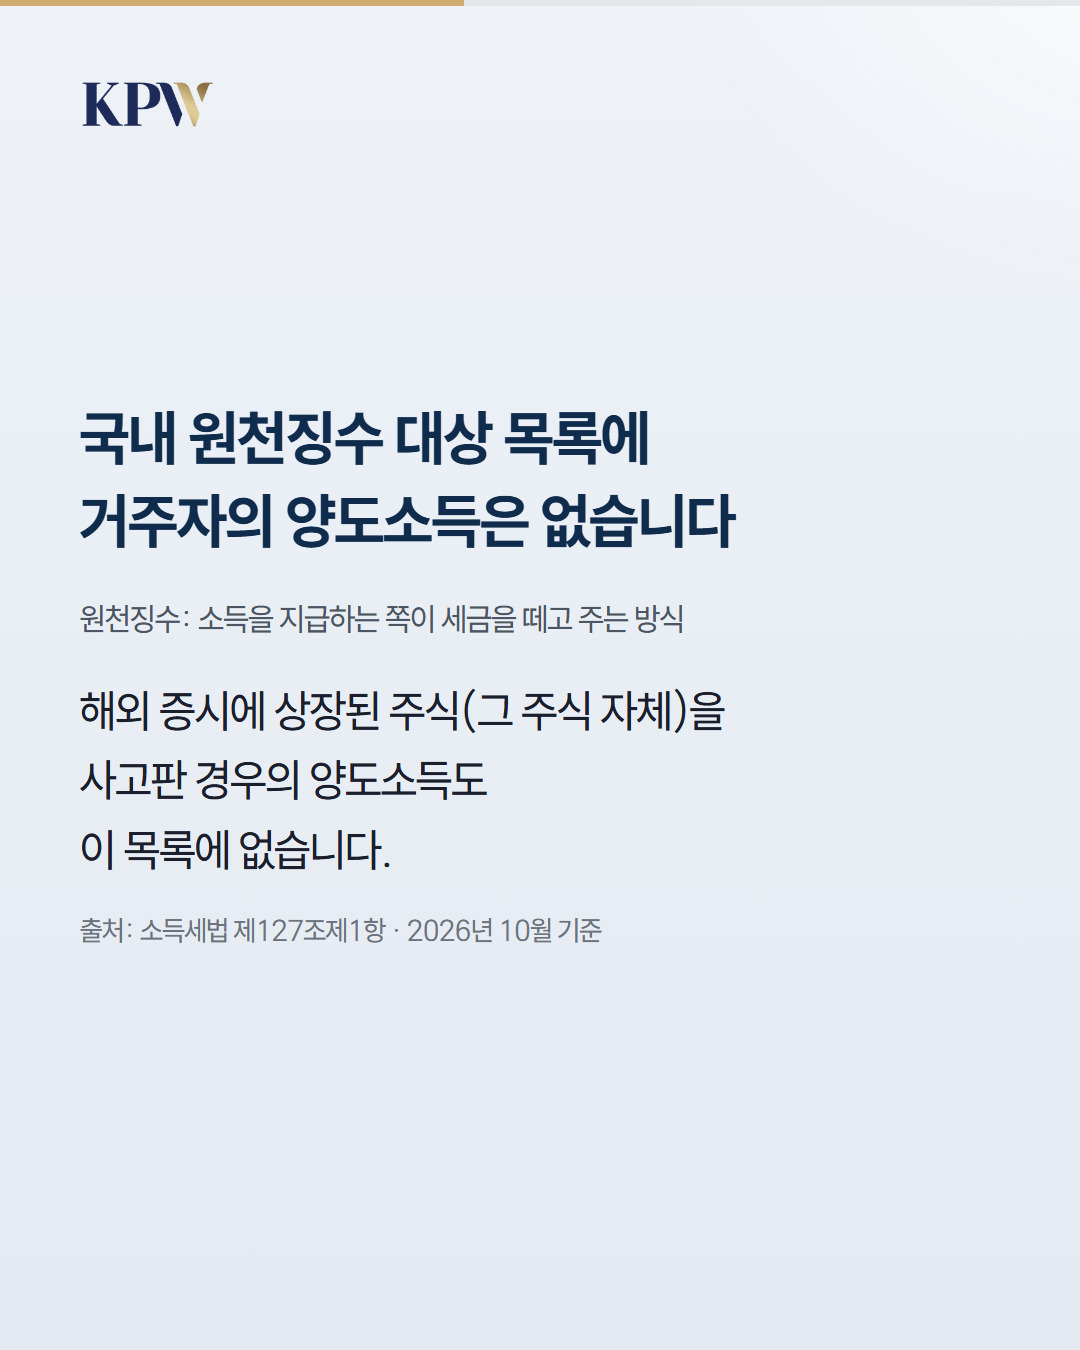 KPW
국내 원천징수 대상 목록에
거주자의 양도소득은 없습니다
원천징수: 소득을 지급하는 쪽이 세금을 떼고 주는 방식
해외 증시에 상장된 주식(그 주식 자체)을
사고판 경우의 양도소득도
이 목록에 없습니다.
출처: 소득세법 제127조제1항 · 2026년 10월 기준